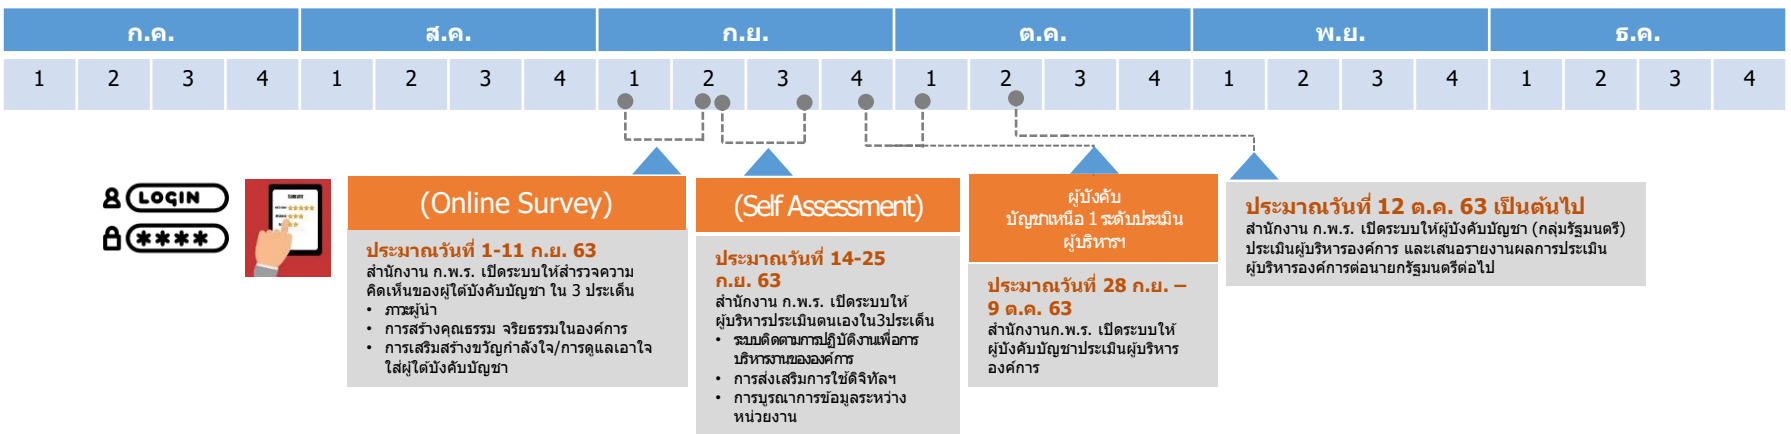 ก.ค. ส.ค. ก.ย. ต.ค. พ.ย. ธ.ค.
1 2 3 4 1 2 3 4 1 2 3 4 1 2 3 4 1 2 3 4 1 2 3 4
LOGIN
****
(Online Survey)
ประมาณวันที่ 1-11 ก.ย. 63
สำนักงาน ก.พ.ร. เปิดระบบให้สำรวจความ
คิดเห็นของผู้ใต้บังคับบัญชา ใน 3 ประเด็น
• ภาวะผู้นำ
• การสร้างคุณธรรม จริยธรรมในองค์การ
• การเสริมสร้างขวัญกำลังใจ/การดูแลเอาใจ
ใส่ผู้ใต้บังคับบัญชา
(Self Assessment)
ประมาณวันที่ 14-25
ก.ย. 63
สำนักงาน ก.พ.ร. เปิดระบบให้
ผู้บริหารประเมินตนเองใน3ประเด็น
• ระบบติดตามการปฏิบัติงานเพื่อการ
บริหารงานขององค์การ
• การส่งเสริมการใช้ดิจิทัลฯ
• การบูรณาการข้อมูลระหว่าง
หน่วยงาน
ผู้บังคับ
บัญชาเหนือ 1 ระดับประเมิน
ผู้บริหารฯ
ประมาณวันที่ 28 ก.ย. –
9 ต.ค. 63
สำนักงานก.พ.ร. เปิดระบบให้
ผู้บังคับบัญชาประเมินผู้บริหาร
องค์การ
ประมาณวันที่ 12 ต.ค. 63 เป็นต้นไป
สำนักงาน ก.พ.ร. เปิดระบบให้ผู้บังคับบัญชา (กลุ่มรัฐมนตรี)
ประเมินผู้บริหารองค์การ และเสนอรายงานผลการประเมิน
ผู้บริหารองค์การต่อนายกรัฐมนตรีต่อไป